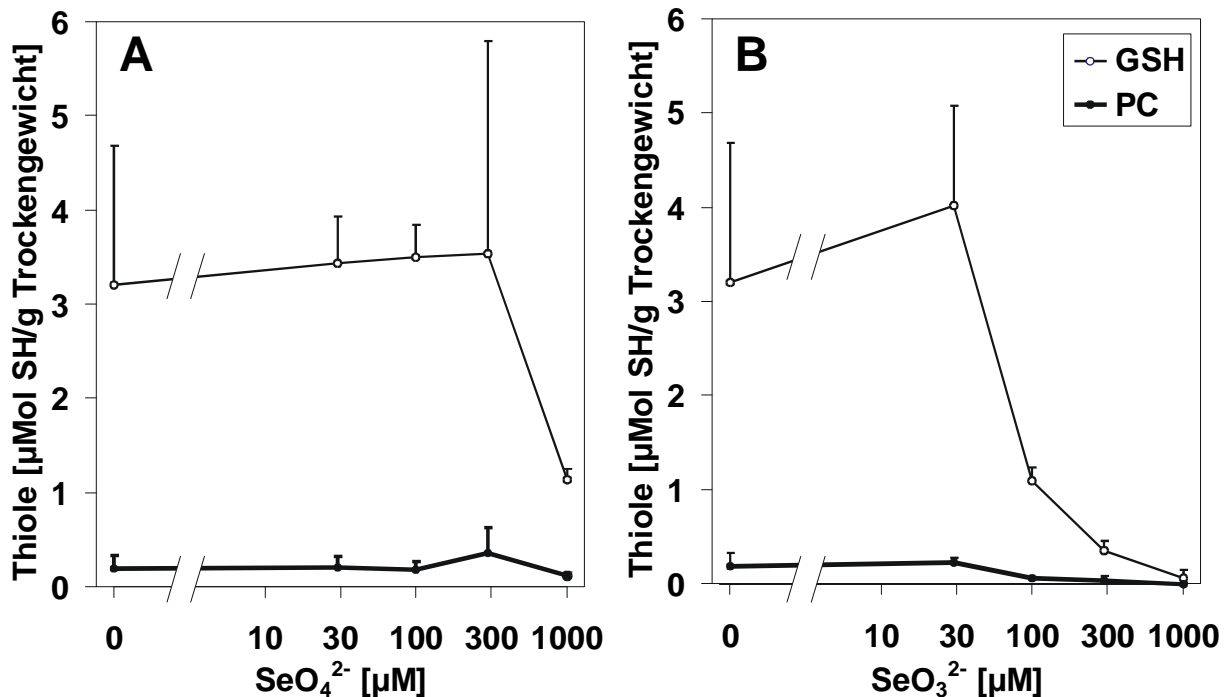 A
Thiole [µMol SH/g Trockengewicht]
6
5
4
3
2
1
0
0 10 30 100 300 1000
SeO₄²⁻ [µM]
B
GSH
PC
Thiole [µMol SH/g Trockengewicht]
6
5
4
3
2
1
0
0 10 30 100 300 1000
SeO₃²⁻ [µM]